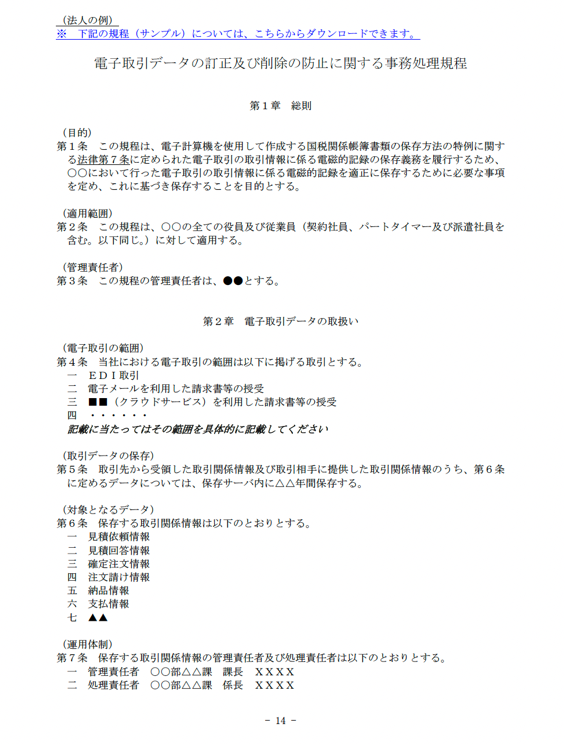 （法人の例）
※　下記の規程（サンプル）については、こちらからダウンロードできます。
電子取引データの訂正及び削除の防止に関する事務処理規程
第１章　総則
（目的）
第１条　この規程は、電子計算機を使用して作成する国税関係帳簿書類の保存方法の特例に関す
る法律第７条に定められた電子取引の取引情報に係る電磁的記録の保存義務を履行するため、
〇〇において行った電子取引の取引情報に係る電磁的記録を適正に保存するために必要な事項
を定め、これに基づき保存することを目的とする。
（適用範囲）
第２条　この規程は、〇〇の全ての役員及び従業員（契約社員、パートタイマー及び派遣社員を
含む。以下同じ。）に対して適用する。
（管理責任者）
第３条　この規程の管理責任者は、●●とする。
第２章　電子取引データの取扱い
（電子取引の範囲）
第４条　当社における電子取引の範囲は以下に掲げる取引とする。
一　ＥＤＩ取引
二　電子メールを利用した請求書等の授受
三　■■（クラウドサービス）を利用した請求書等の授受
四　・・・・・・
記載に当たってはその範囲を具体的に記載してください
（取引データの保存）
第５条　取引先から受領した取引関係情報及び取引相手に提供した取引関係情報のうち、第６条
に定めるデータについては、保存サーバ内に△△年間保存する。
（対象となるデータ）
第６条　保存する取引関係情報は以下のとおりとする。
一　見積依頼情報
二　見積回答情報
三　確定注文情報
四　注文請け情報
五　納品情報
六　支払情報
七　▲▲
（運用体制）
第７条　保存する取引関係情報の管理責任者及び処理責任者は以下のとおりとする。
一　管理責任者　〇〇部△△課　課長　ＸＸＸＸ
二　処理責任者　〇〇部△△課　係長　ＸＸＸＸ
- 14 -